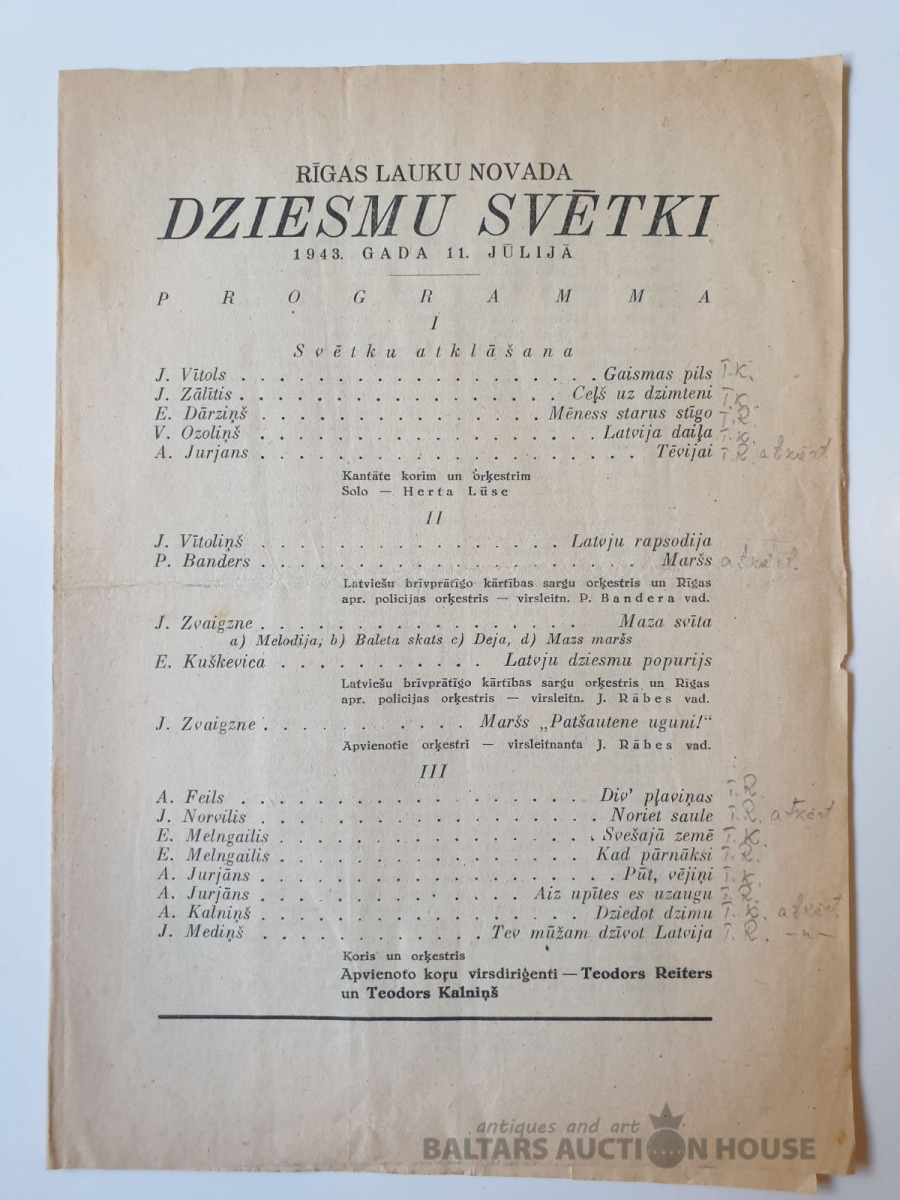 RĪGAS LAUKU NOVADA
DZIESMU SVĒTKI
1943. GADA 11. JŪLIJĀ
PROGRAMMA
I
Svētku atklāšana
J. Vītols . . . . . . . . . . . . . . . . . . . Gaismas pils T.K.
J. Zālītis . . . . . . . . . . . . . . . . . Ceļš uz dzimteni T.K.
E. Dārziņš . . . . . . . . . . . . . . . Mēness starus stīgo T.R.
V. Ozoliņš . . . . . . . . . . . . . . . . . . Latvija daiļa T.K.
A. Jurjans . . . . . . . . . . . . . . . . . . . . Tēvijai T.R. atkārt.
Kantāte korim un orķestrim
Solo — Herta Lūse
II
J. Vītoliņš . . . . . . . . . . . . . . . . Latvju rapsodija
P. Banders . . . . . . . . . . . . . . . . . . . . Maršs atkārt.
Latviešu brīvprātīgo kārtības sargu orķestris un Rīgas
apr. policijas orķestris — virsleitn. P. Bandera vad.
J. Zvaigzne . . . . . . . . . . . . . . . . . . Maza svīta
a) Melodija, b) Baleta skats c) Deja, d) Mazs maršs
E. Kuškevica . . . . . . . . . . . Latvju dziesmu popurijs
Latviešu brīvprātīgo kārtības sargu orķestris un Rīgas
apr. policijas orķestris — virsleitn. J. Rābes vad.
J. Zvaigzne . . . . . . . . . . . Maršs „Patšautene uguni!“
Apvienotie orķestri — virsleitnanta J. Rābes vad.
III
A. Feils . . . . . . . . . . . . . . . . . . . Div' pļaviņas T.R.
J. Norvilis . . . . . . . . . . . . . . . . . . Noriet saule T.R. atkārt.
E. Melngailis . . . . . . . . . . . . . . . . . Svešajā zemē T.K.
E. Melngailis . . . . . . . . . . . . . . . . . Kad pārnāksi T.R.
A. Jurjāns . . . . . . . . . . . . . . . . . . Pūt, vējiņi T.K.
A. Jurjāns . . . . . . . . . . . . . . Aiz upītes es uzaugu T.R.
A. Kalniņš . . . . . . . . . . . . . . . . . Dziedot dzimu T.K. atkārt.
J. Mediņš . . . . . . . . . . . . Tev mūžam dzīvot Latvija T.R. —„—
Koris un orķestris
Apvienoto koŗu virsdiriģenti — Teodors Reiters
un Teodors Kalniņš
antiques and art
BALTARS AUCTION HOUSE